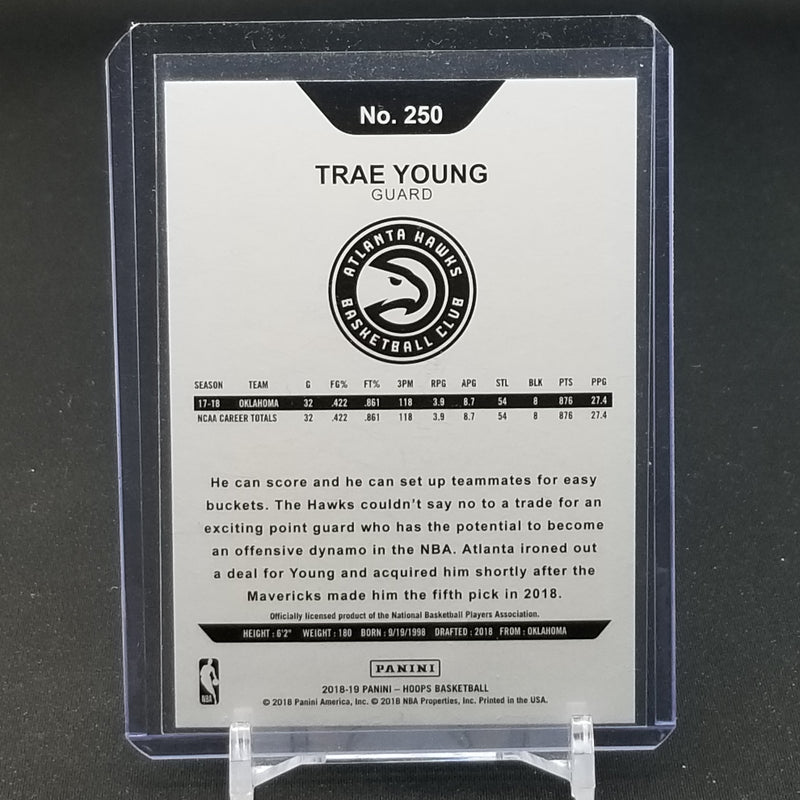 No. 250
TRAE YOUNG
GUARD
ATLANTA HAWKS
BASKETBALL CLUB
SEASON TEAM G FG% FT% 3PM RPG APG STL BLK PTS PPG
17-18 OKLAHOMA 32 .422 .861 118 3.9 8.7 54 8 876 27.4
NCAA CAREER TOTALS 32 .422 .861 118 3.9 8.7 54 8 876 27.4
He can score and he can set up teammates for easy
buckets. The Hawks couldn't say no to a trade for an
exciting point guard who has the potential to become
an offensive dynamo in the NBA. Atlanta ironed out
a deal for Young and acquired him shortly after the
Mavericks made him the fifth pick in 2018.
Officially licensed product of the National Basketball Players Association.
HEIGHT : 6'2" WEIGHT : 180 BORN : 9/19/1998 DRAFTED : 2018 FROM : OKLAHOMA
NBA
PANINI
2018-19 PANINI – HOOPS BASKETBALL
© 2018 Panini America, Inc. © 2018 NBA Properties, Inc. Printed in the USA.